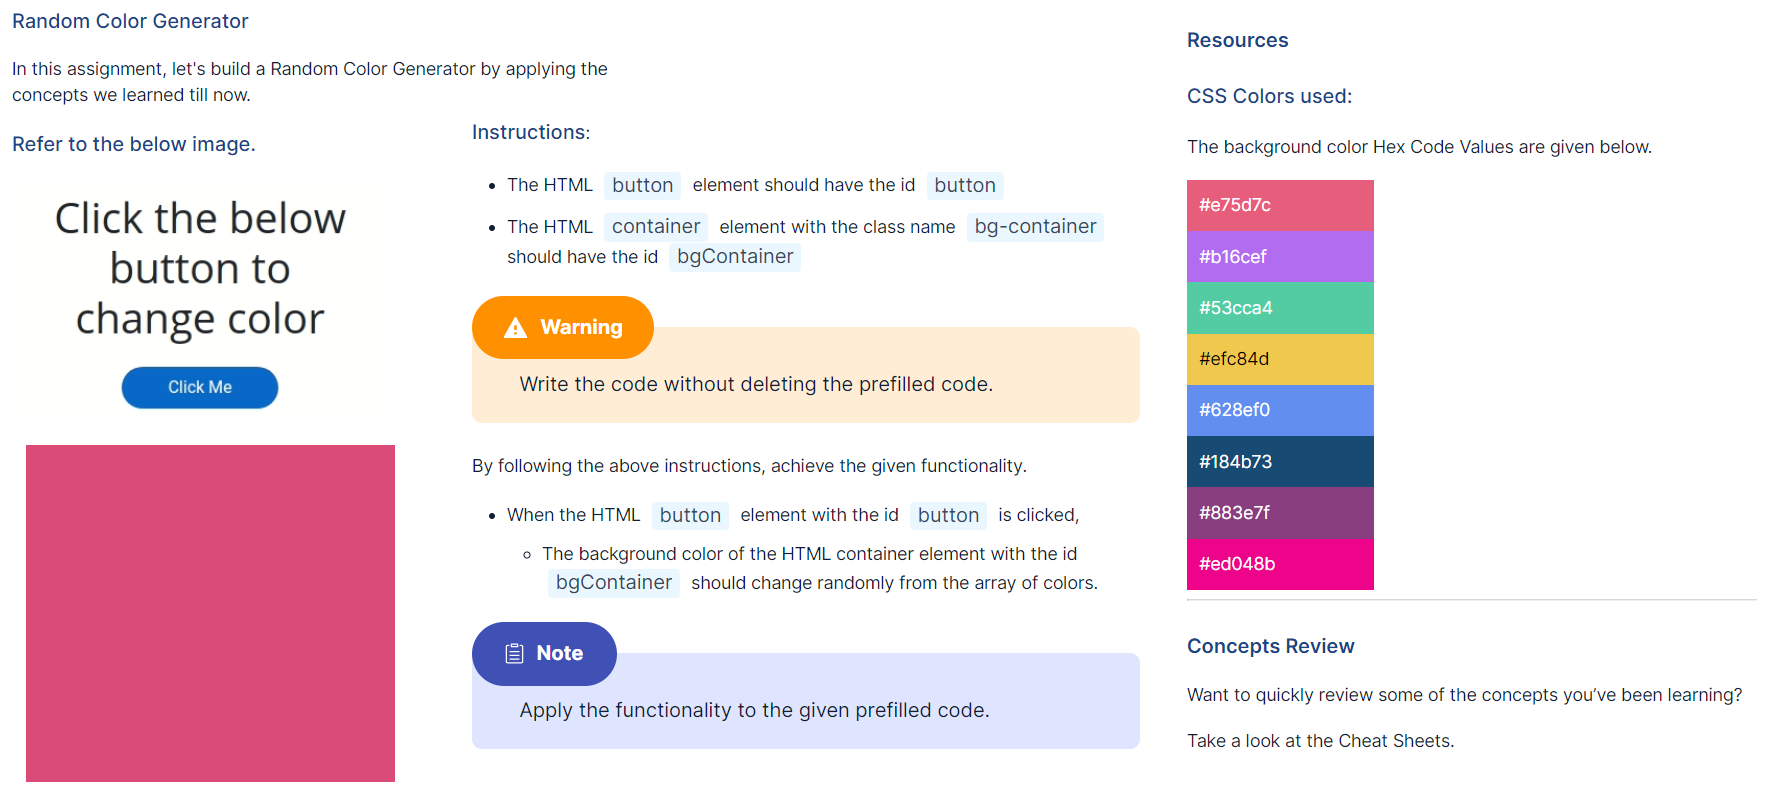 Random Color Generator
In this assignment, let's build a Random Color Generator by applying the
concepts we learned till now.
Refer to the below image.
Click the below
button to
change color
Click Me
Instructions:
The HTML button element should have the id button
The HTML container element with the class name bg-container
should have the id bgContainer
Warning
Write the code without deleting the prefilled code.
By following the above instructions, achieve the given functionality.
When the HTML button element with the id button is clicked,
The background color of the HTML container element with the id
bgContainer should change randomly from the array of colors.
Note
Apply the functionality to the given prefilled code.
Resources
CSS Colors used:
The background color Hex Code Values are given below.
#e75d7c
#b16cef
#53cca4
#efc84d
#628ef0
#184b73
#883e7f
#ed048b
Concepts Review
Want to quickly review some of the concepts you’ve been learning?
Take a look at the Cheat Sheets.